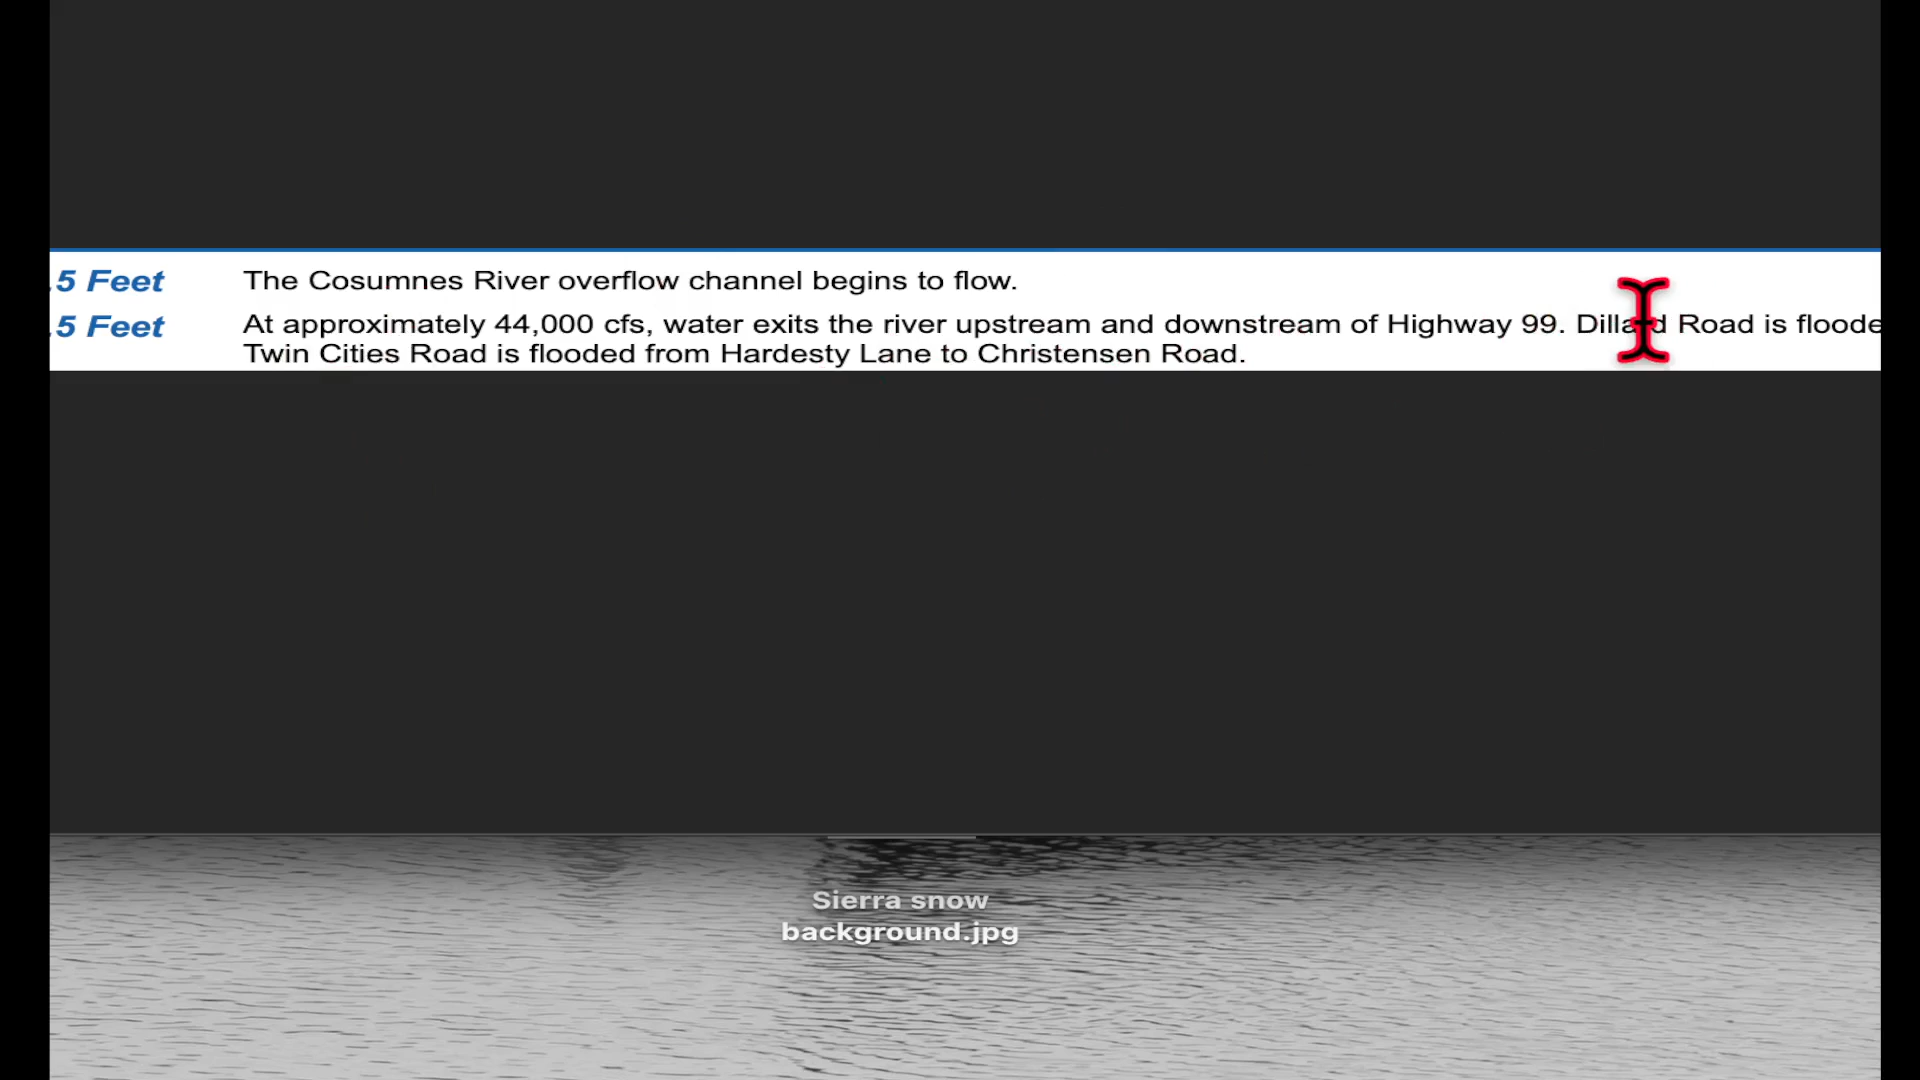 .5 Feet The Cosumnes River overflow channel begins to flow.
.5 Feet At approximately 44,000 cfs, water exits the river upstream and downstream of Highway 99. Dillard Road is floode
Twin Cities Road is flooded from Hardesty Lane to Christensen Road.
Sierra snow
background.jpg